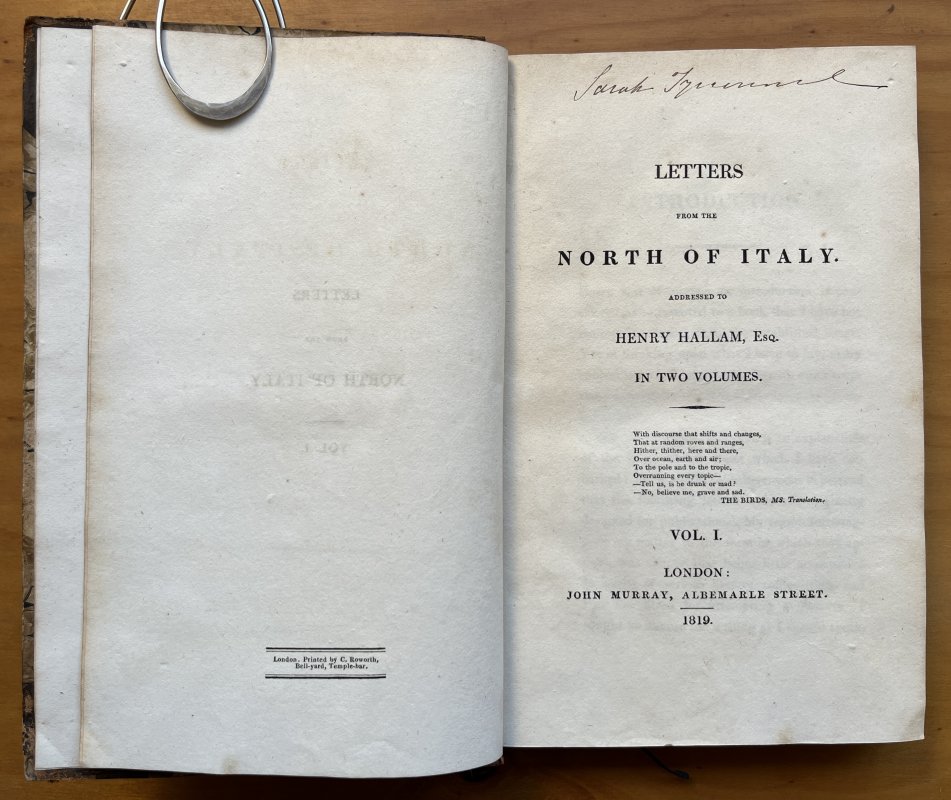 London. Printed by C. Roworth,
Bell-yard, Temple-bar.
Sarah
LETTERS
FROM THE
NORTH OF ITALY.
ADDRESSED TO
HENRY HALLAM, Esq.
IN TWO VOLUMES.
With discourse that shifts and changes,
That at random roves and ranges,
Hither, thither, here and there,
Over ocean, earth and air;
To the pole and to the tropic,
Overrunning every topic—
—Tell us, is he drunk or mad?
—No, believe me, grave and sad.
THE BIRDS, MS. Translation.
VOL. I.
LONDON:
JOHN MURRAY, ALBEMARLE STREET.
1819.